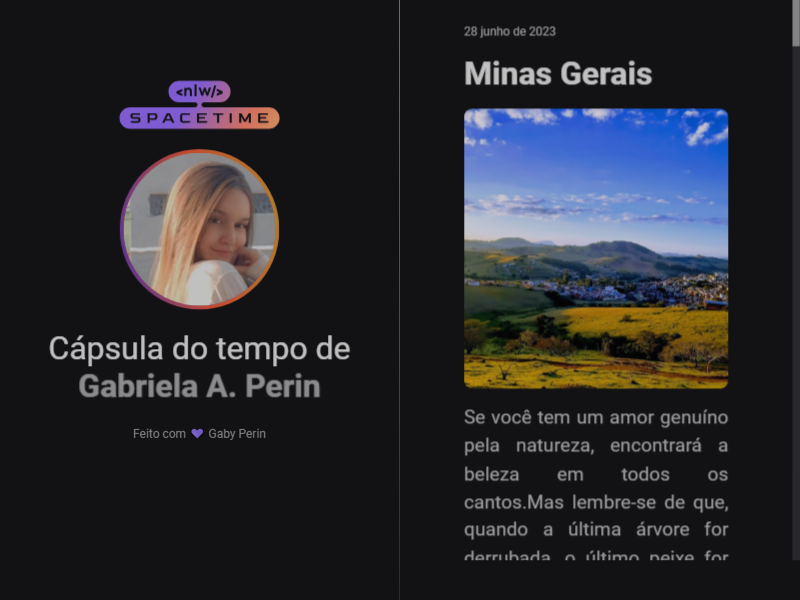 <nlw/>
SPACETIME
Cápsula do tempo de
Gabriela A. Perin
Feito com 💜 Gaby Perin
28 junho de 2023
Minas Gerais
Se você tem um amor genuíno
pela natureza, encontrará a
beleza em todos os
cantos.Mas lembre-se de que,
quando a última árvore for
derrubada, o último peixe for